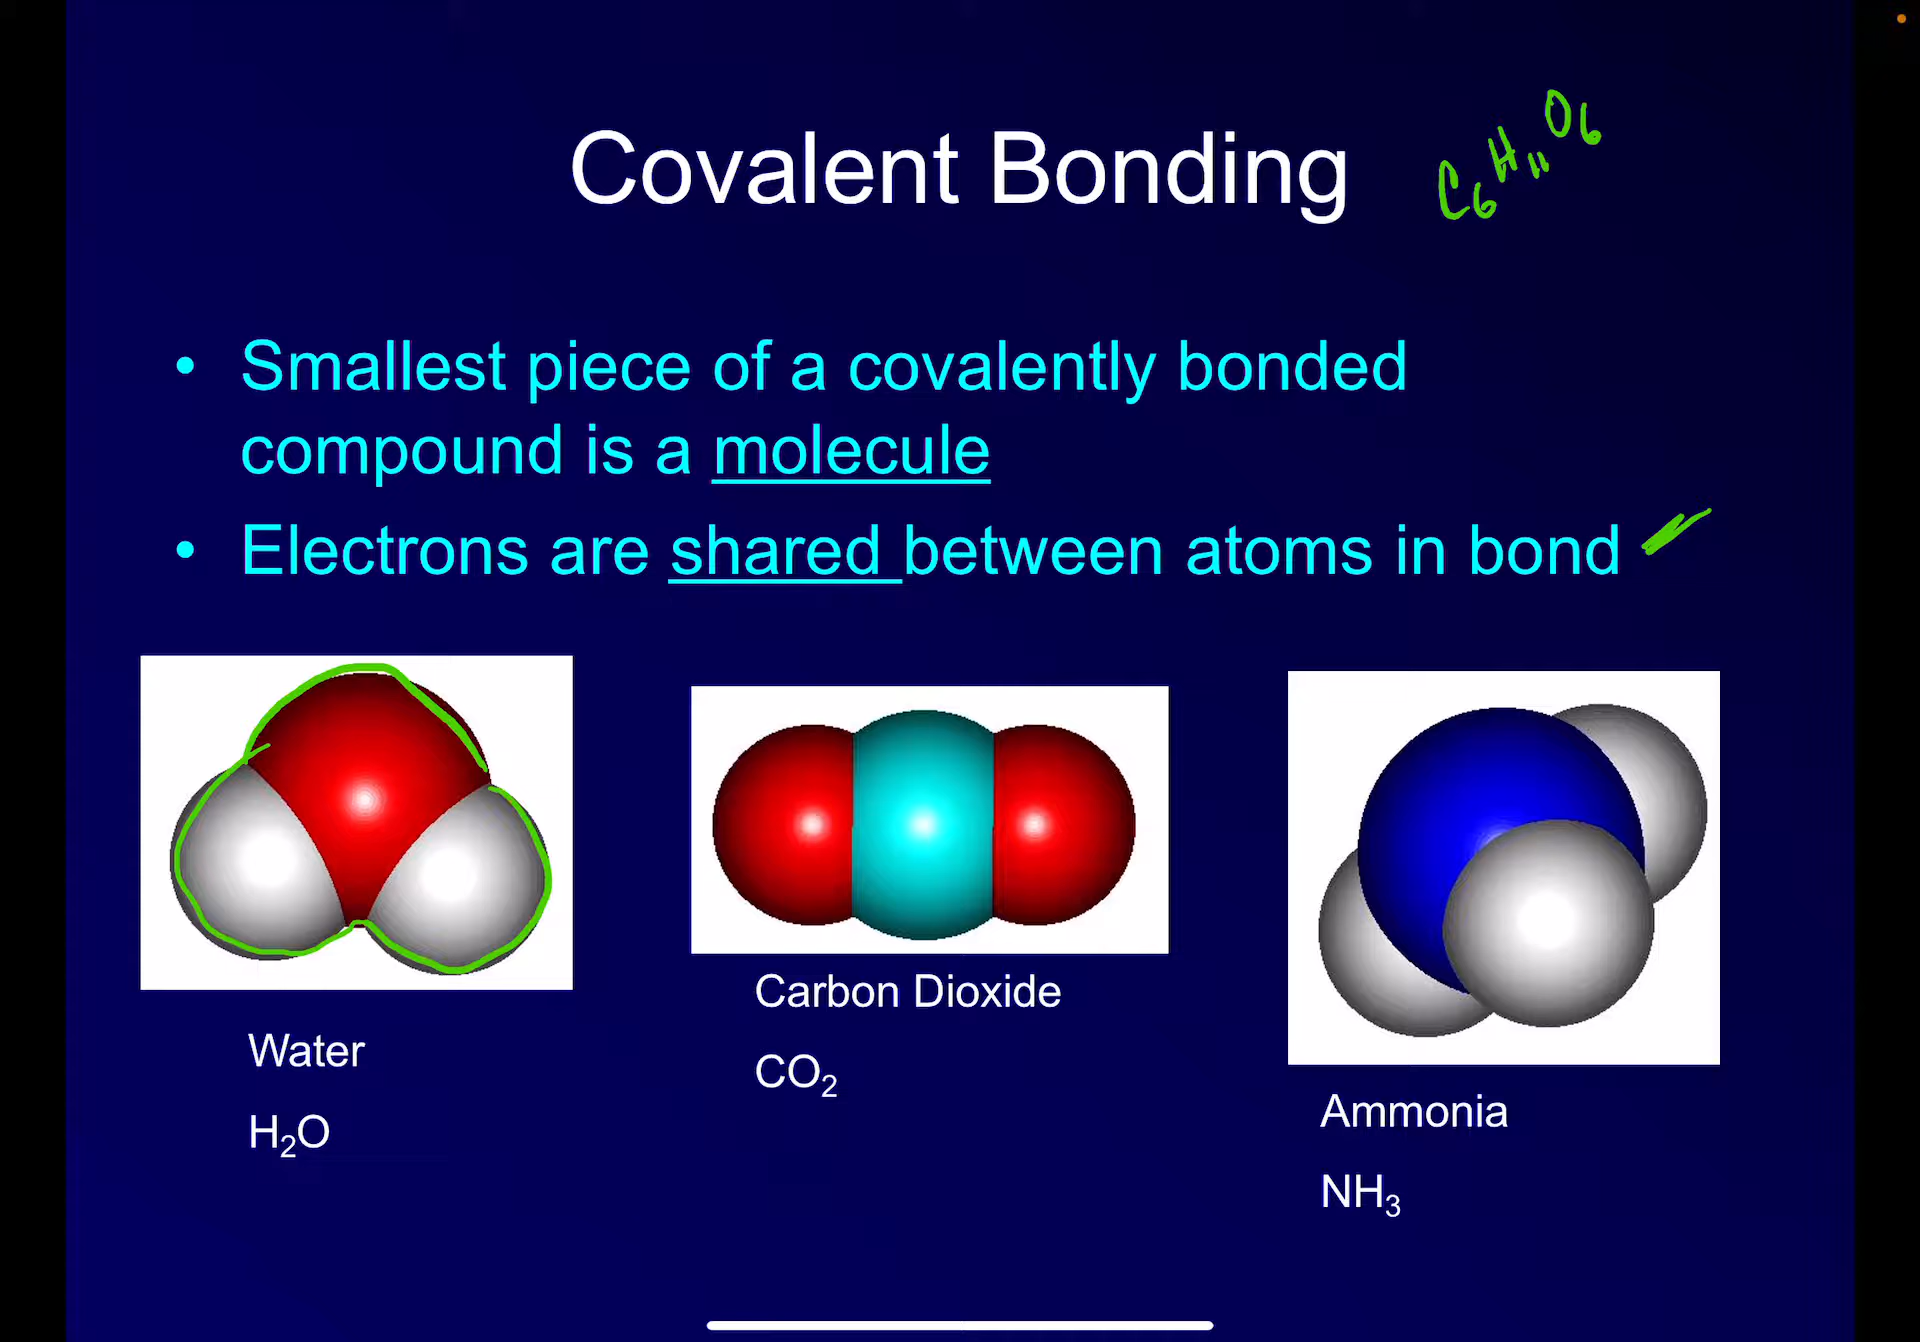 Covalent Bonding
C₆H₁₁O₆
• Smallest piece of a covalently bonded
compound is a molecule
• Electrons are shared between atoms in bond
Water
H₂O
Carbon Dioxide
CO₂
Ammonia
NH₃